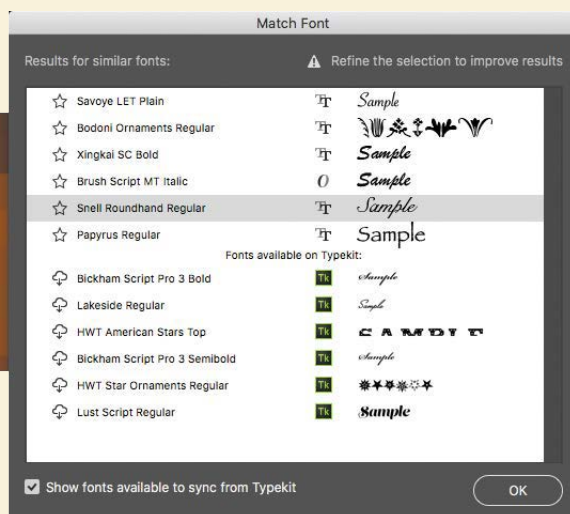 Match Font
Results for similar fonts: Refine the selection to improve results
Savoye LET Plain Sample
Bodoni Ornaments Regular
Xingkai SC Bold Sample
Brush Script MT Italic O Sample
Snell Roundhand Regular Sample
Papyrus Regular Sample
Fonts available on Typekit:
Bickham Script Pro 3 Bold Tk Sample
Lakeside Regular Tk Sample
HWT American Stars Top Tk SAMPLE
Bickham Script Pro 3 Semibold Tk Sample
HWT Star Ornaments Regular Tk
Lust Script Regular Tk Sample
Show fonts available to sync from Typekit OK